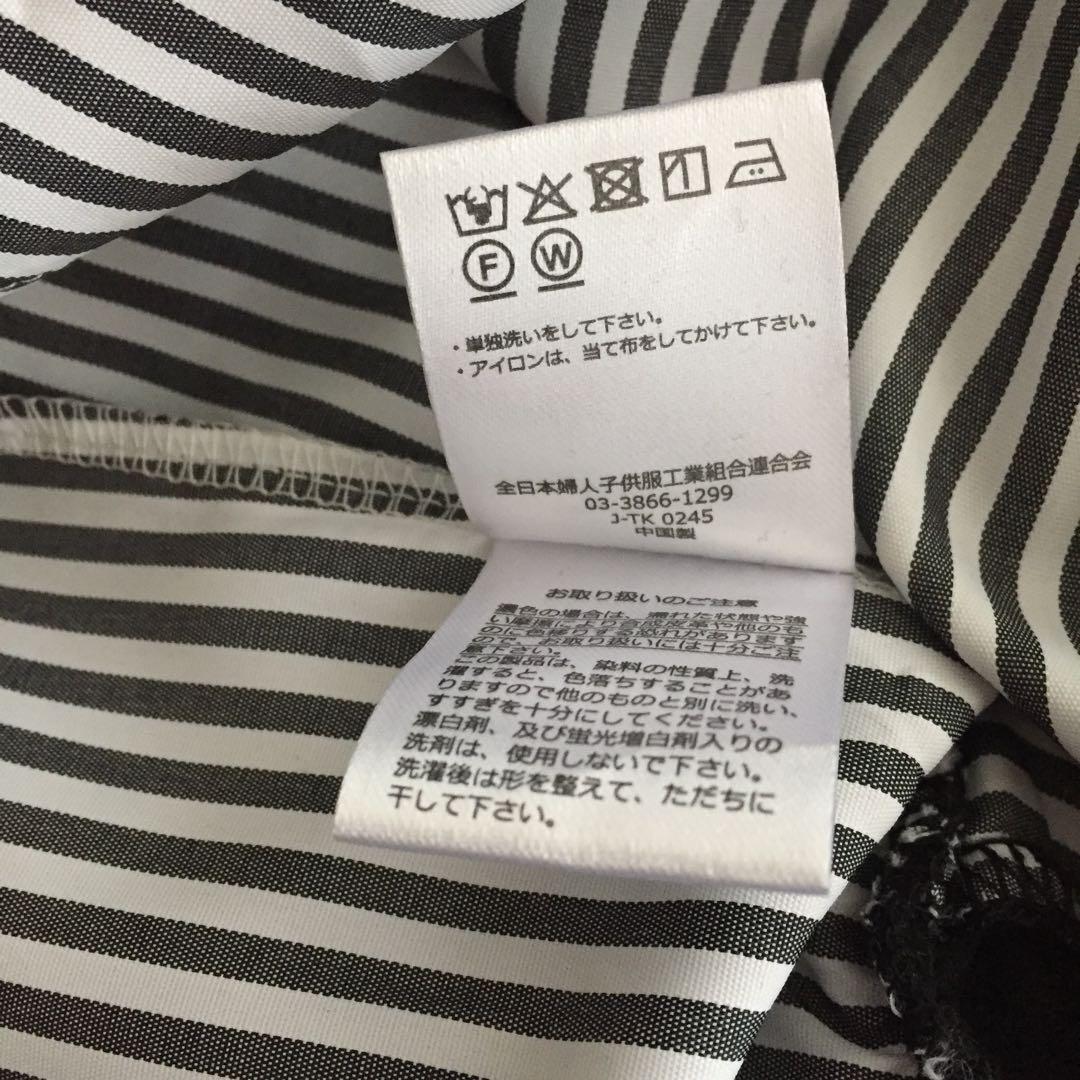 F W
・単独洗いをして下さい。
・アイロンは、当て布をしてかけて下さい。
全日本婦人子供服工業組合連合会
03-3866-1299
J-TK 0245
中国製
お取り扱いのご注意
濃色の場合は、濡れた状態や強
い摩擦により合成皮革や他のも
のに色移りする恐れがあります
ので、お取り扱いには十分ご注
意下さい。
この製品は、染料の性質上、洗
濯すると、色落ちすることがあ
りますので他のものと別に洗い、
すすぎを十分にしてください。
漂白剤、及び蛍光増白剤入りの
洗剤は、使用しないで下さい。
洗濯後は形を整えて、ただちに
干して下さい。